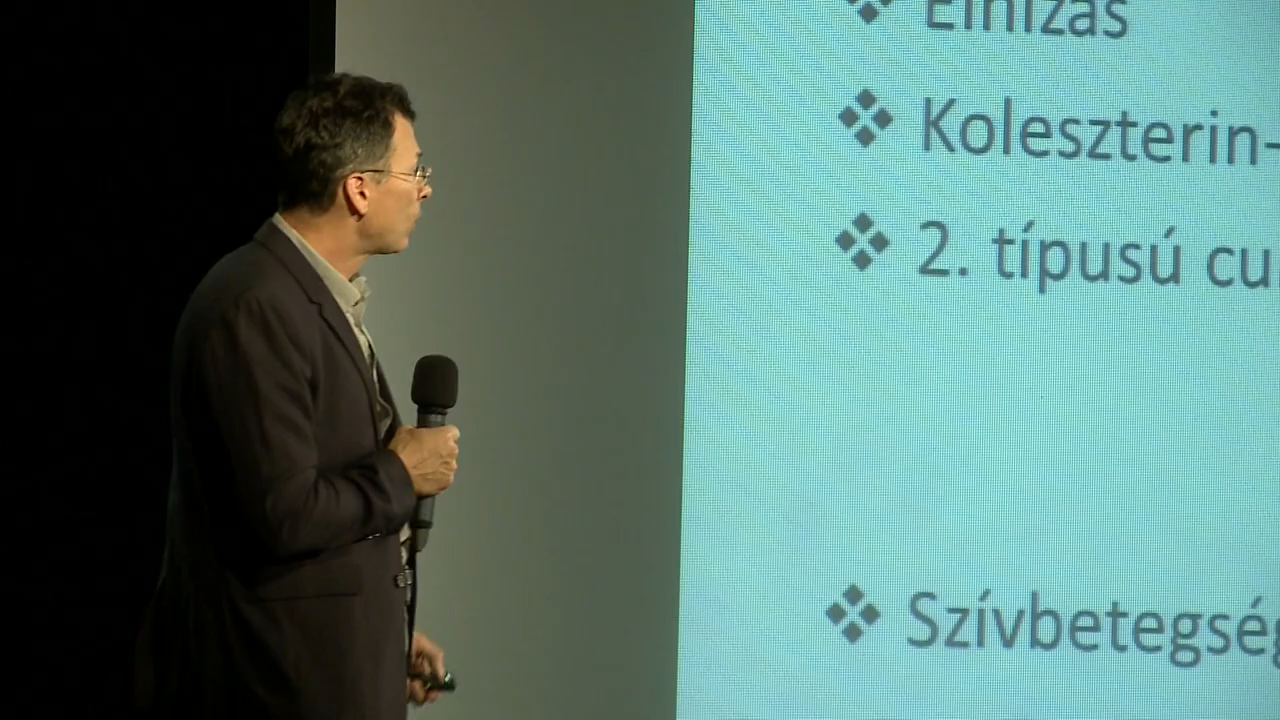 Elhízás
Koleszterin-
2. típusú cu
Szívbetegség